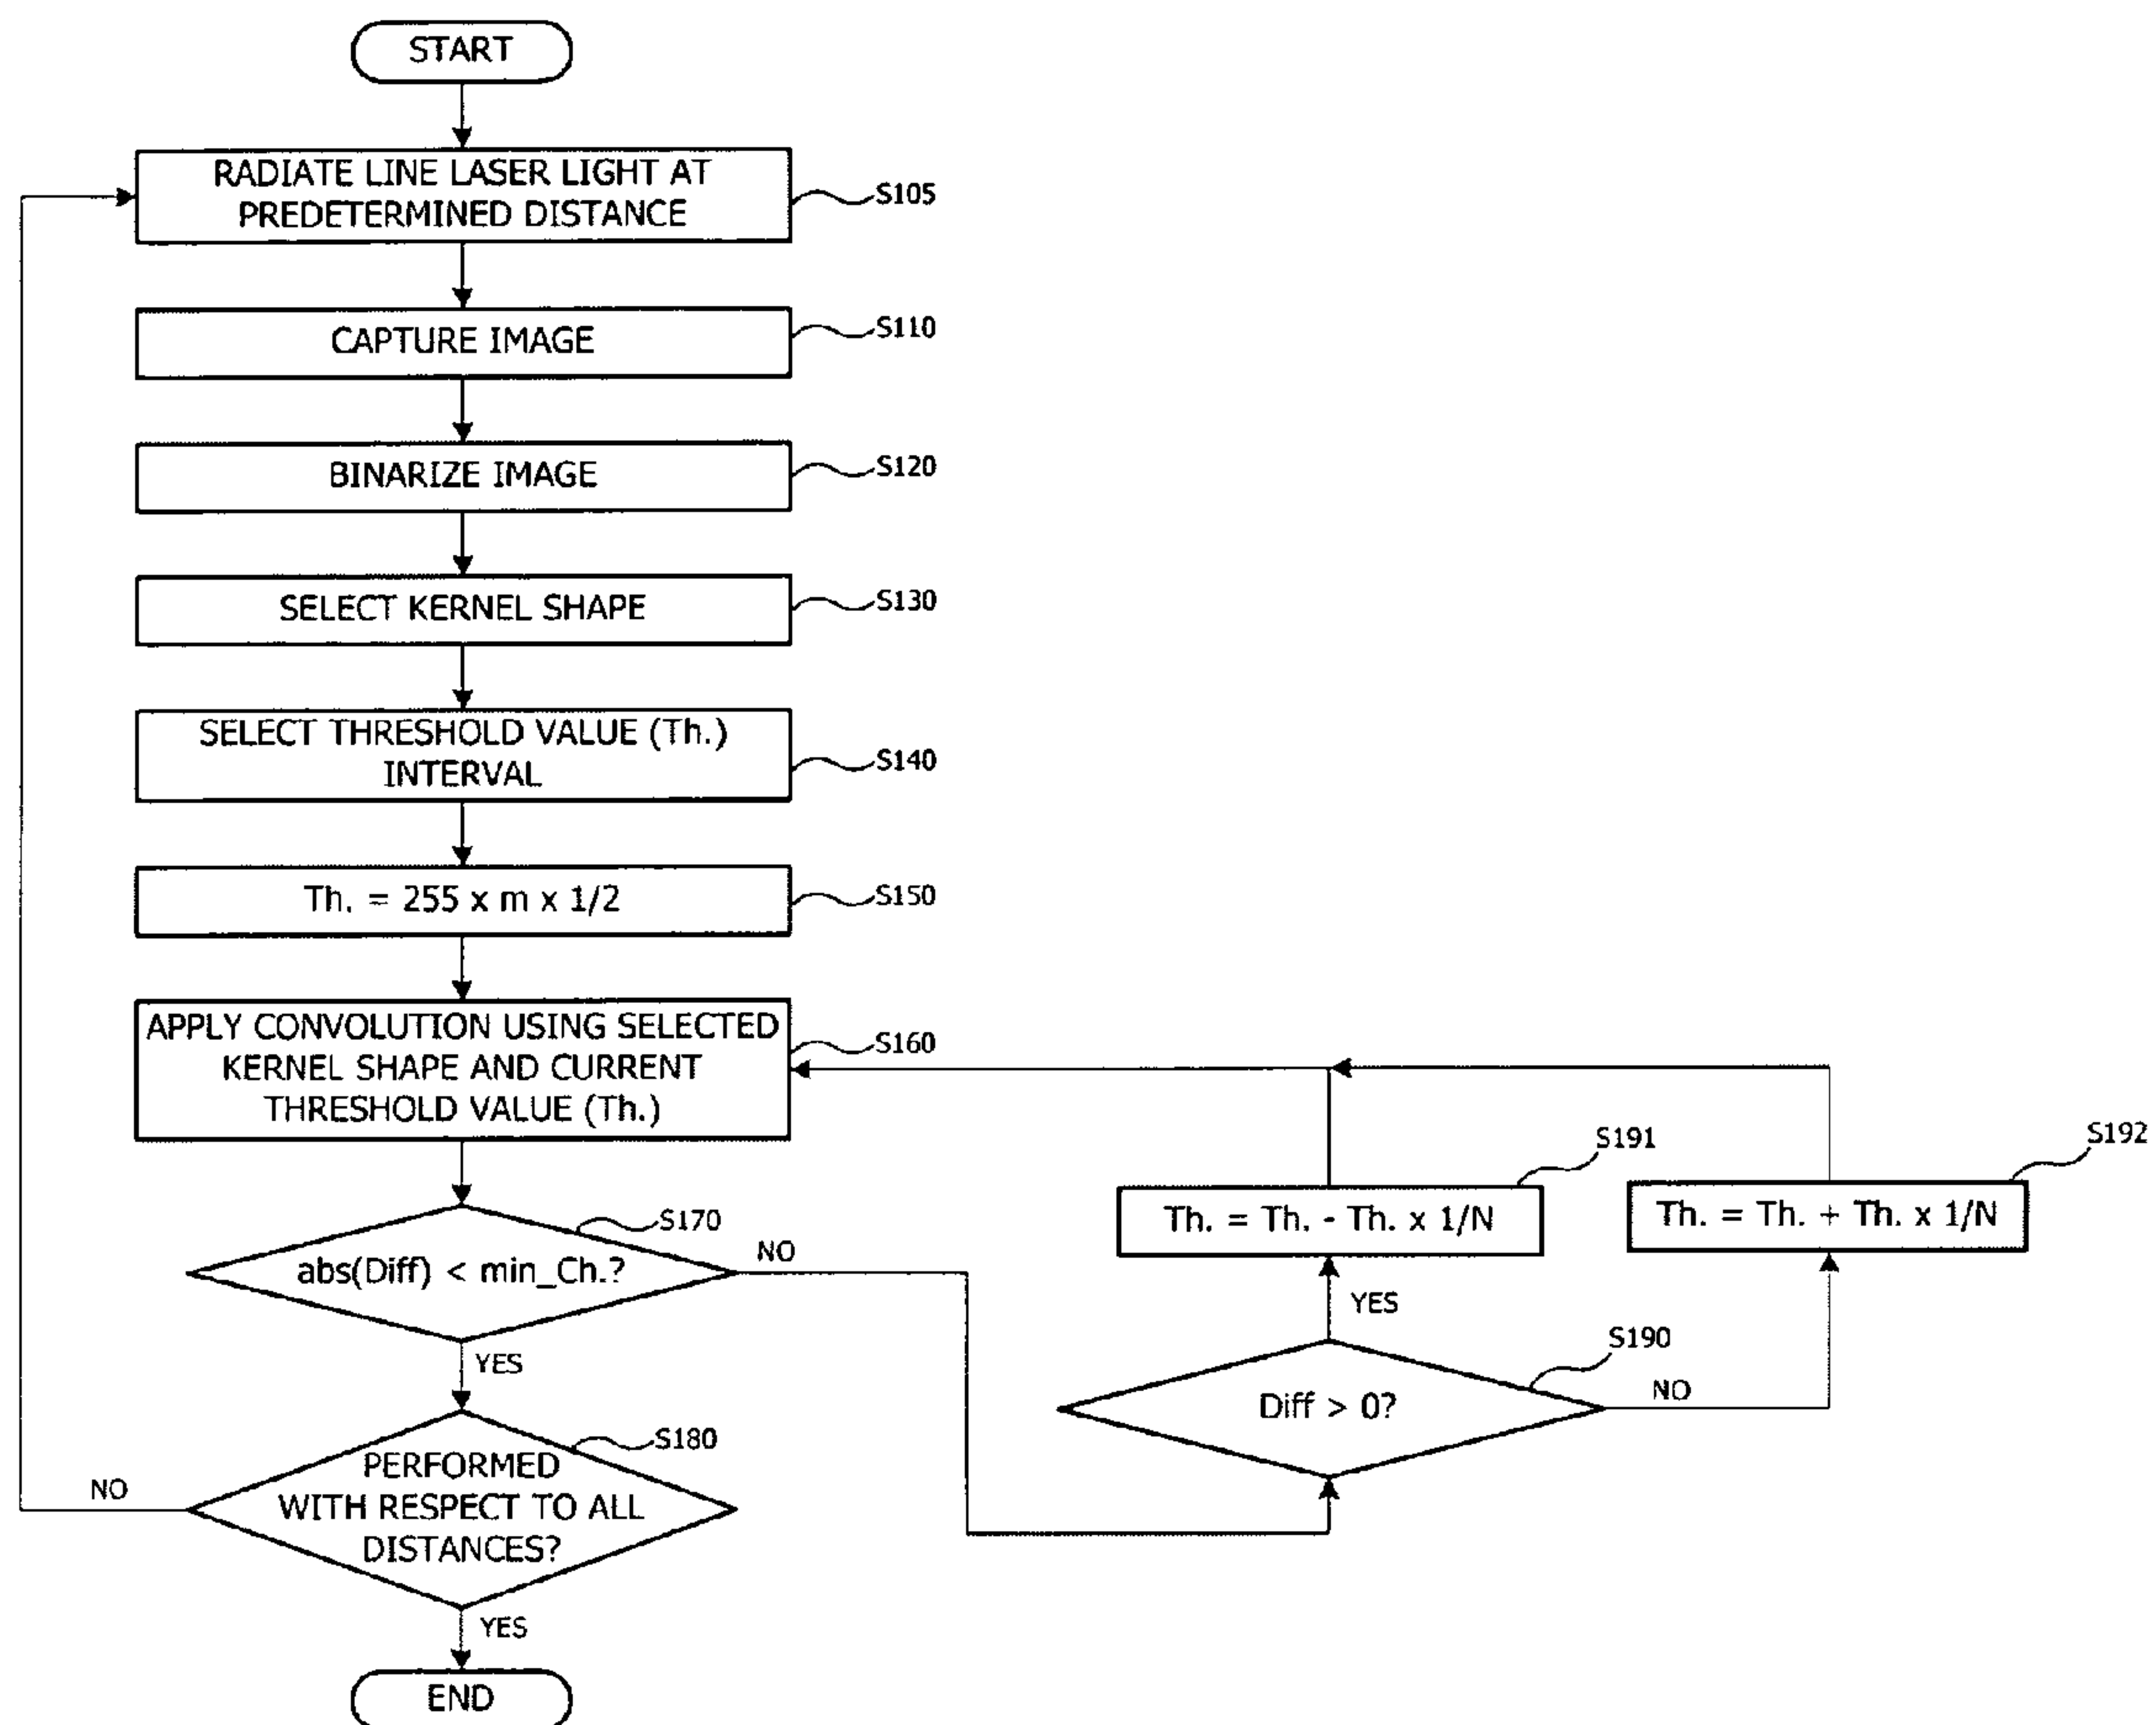 START
RADIATE LINE LASER LIGHT AT
PREDETERMINED DISTANCE
S105
CAPTURE IMAGE
S110
BINARIZE IMAGE
S120
SELECT KERNEL SHAPE
S130
SELECT THRESHOLD VALUE (Th.)
INTERVAL
S140
Th. = 255 x m x 1/2
S150
APPLY CONVOLUTION USING SELECTED
KERNEL SHAPE AND CURRENT
THRESHOLD VALUE (Th.)
S160
abs(Diff) < min_Ch.?
S170
NO
YES
PERFORMED
WITH RESPECT TO ALL
DISTANCES?
S180
NO
YES
END
Diff > 0?
S190
YES
NO
Th. = Th. - Th. x 1/N
S191
Th. = Th. + Th. x 1/N
S192